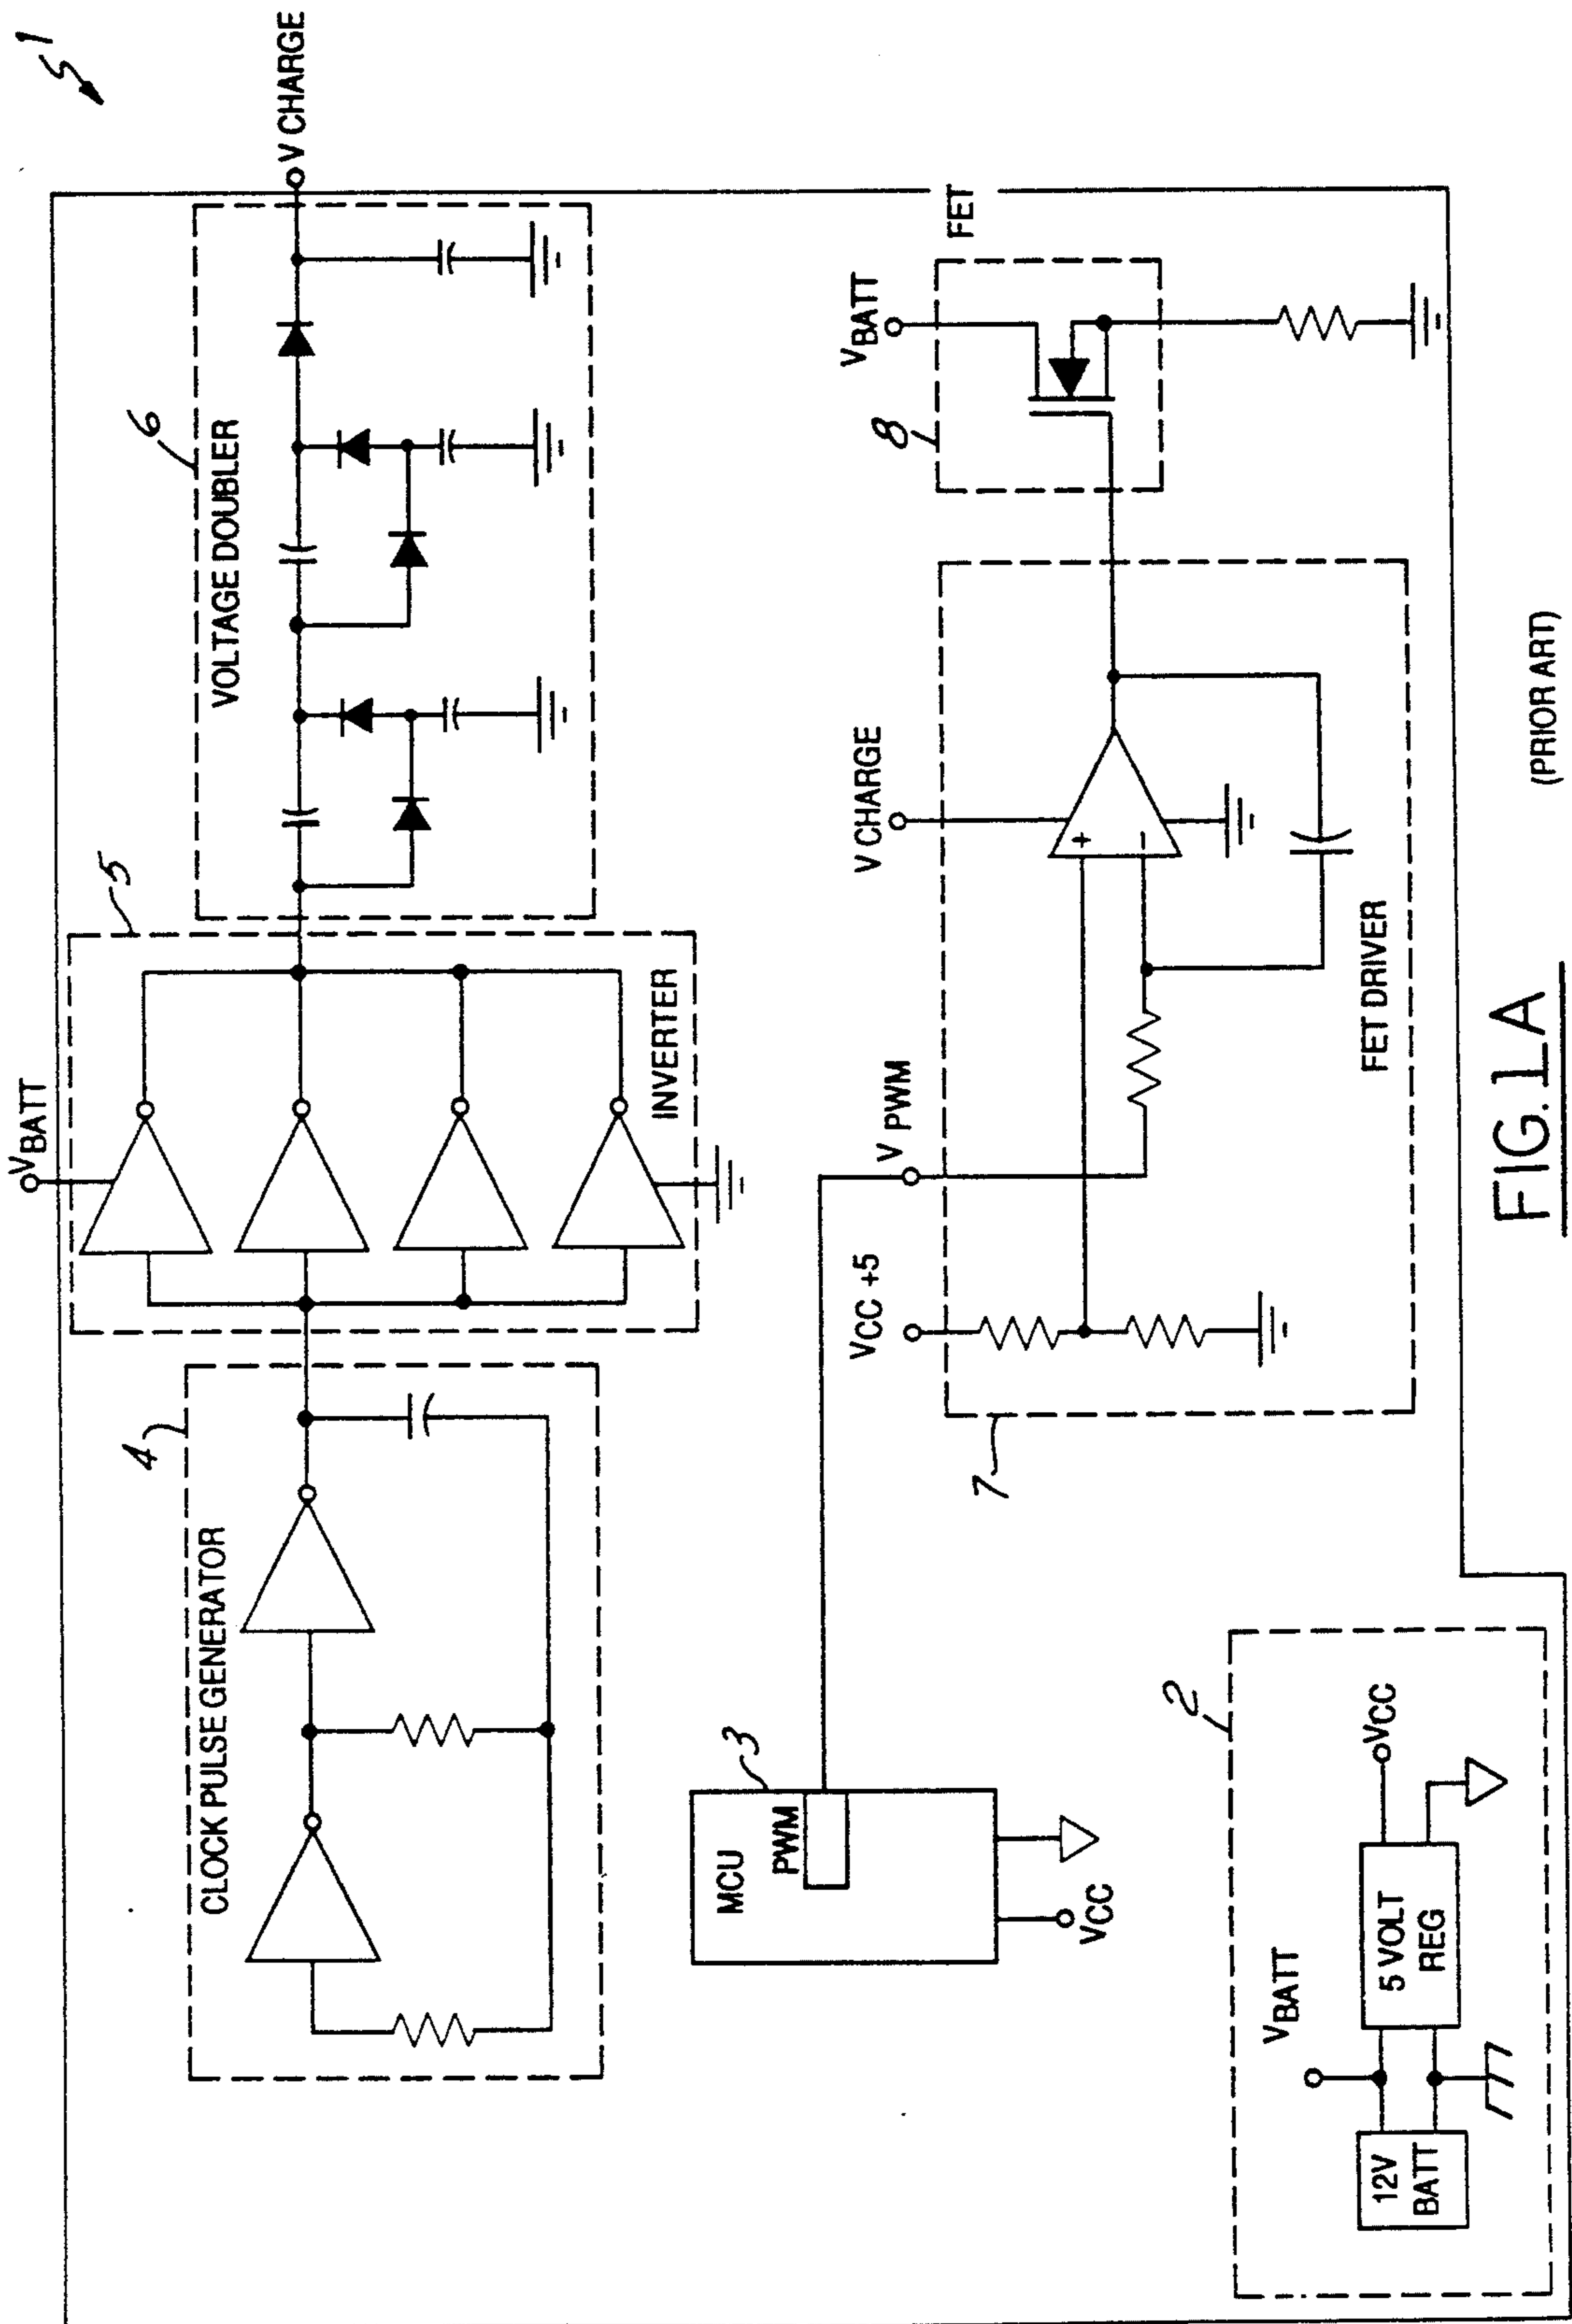 1
V CHARGE
6
VOLTAGE DOUBLER
5
VBATT
INVERTER
4
CLOCK PULSE GENERATOR
FET
VBATT
8
V CHARGE
+
−
V PWM
VCC +5
FET DRIVER
7
3
MCU
PWM
VCC
2
VBATT
12V
BATT
5 VOLT
REG
VCC
(PRIOR ART)
FIG.1A